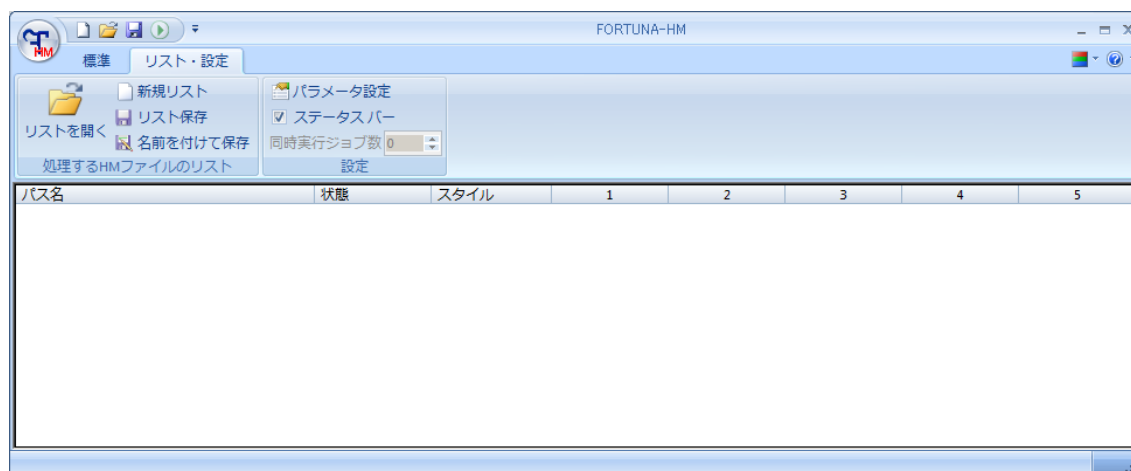 FORTUNA-HM
HM
標準 リスト・設定
新規リスト パラメータ設定
リストを開く リスト保存 ステータスバー
名前を付けて保存 同時実行ジョブ数 0
処理するHMファイルのリスト 設定
パス名 状態 スタイル 1 2 3 4 5